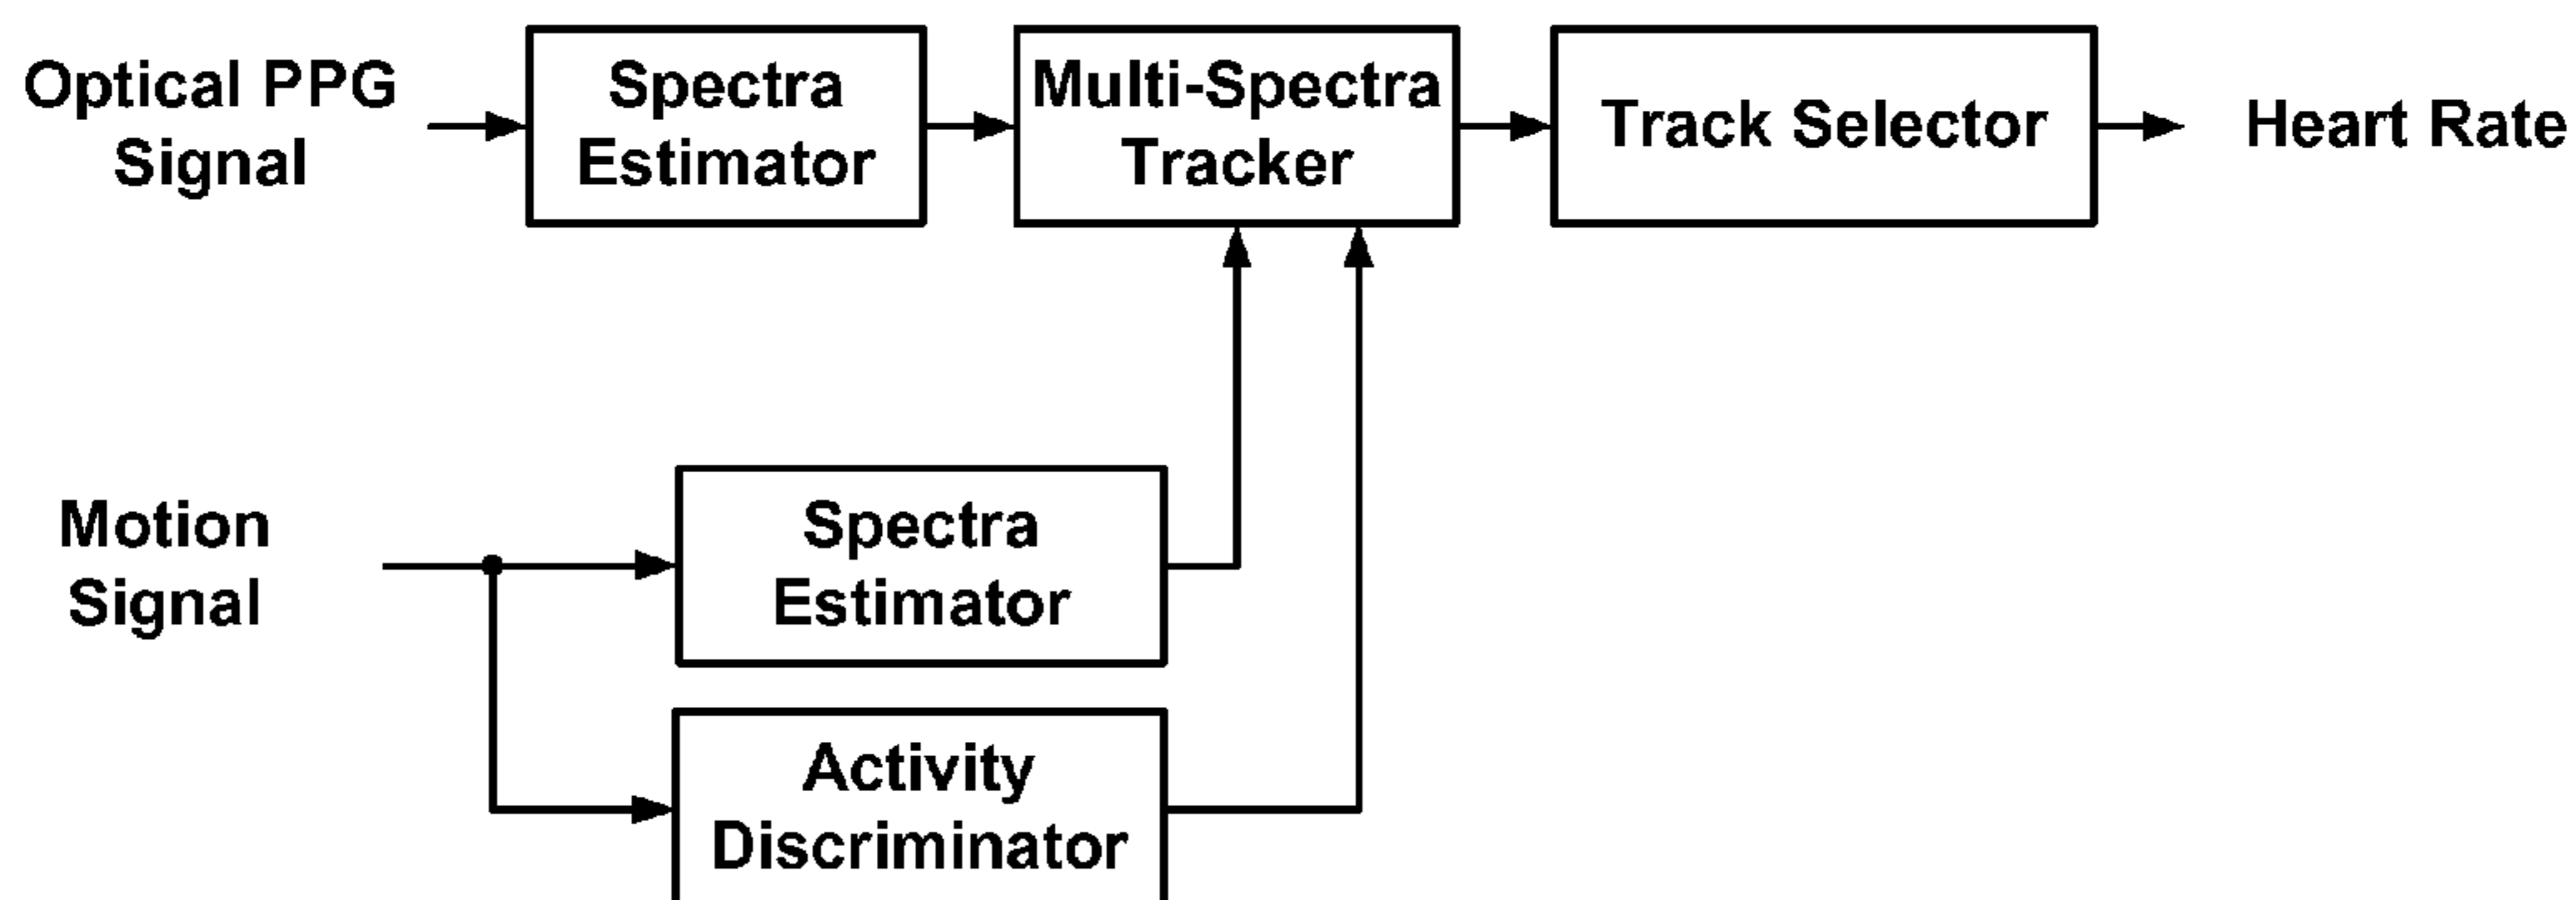 Optical PPG
Signal
Spectra
Estimator
Multi-Spectra
Tracker
Track Selector
Heart Rate
Motion
Signal
Spectra
Estimator
Activity
Discriminator